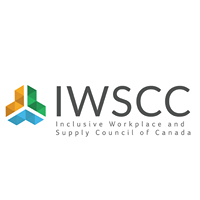 IWSCC
Inclusive Workplace and
Supply Council of Canada